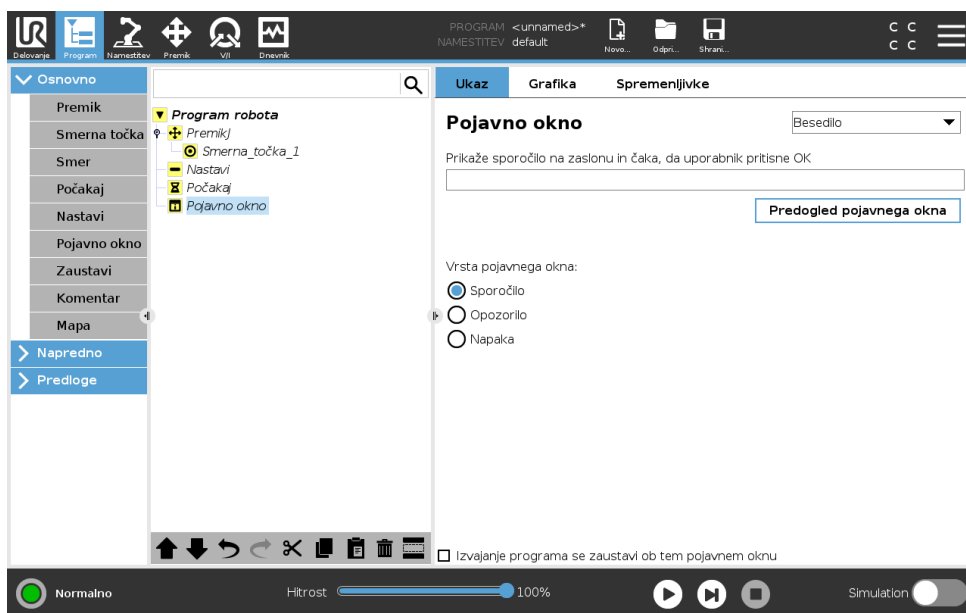 PROGRAM <unnamed>*
NAMESTITEV default
Delovanje Program Namestitev Premik V/I Dnevnik Novo... Odpri... Shrani...
C C
C C
Osnovno
Premik
Smerna točka
Smer
Počakaj
Nastavi
Pojavno okno
Zaustavi
Komentar
Mapa
Napredno
Predloge
Program robota
PremikJ
Smerna_točka_1
Nastavi
Počakaj
Pojavno okno
Ukaz Grafika Spremenljivke
Pojavno okno
Besedilo
Prikaže sporočilo na zaslonu in čaka, da uporabnik pritisne OK
Predogled pojavnega okna
Vrsta pojavnega okna:
Sporočilo
Opozorilo
Napaka
Izvajanje programa se zaustavi ob tem pojavnem oknu
Normalno Hitrost 100% Simulation